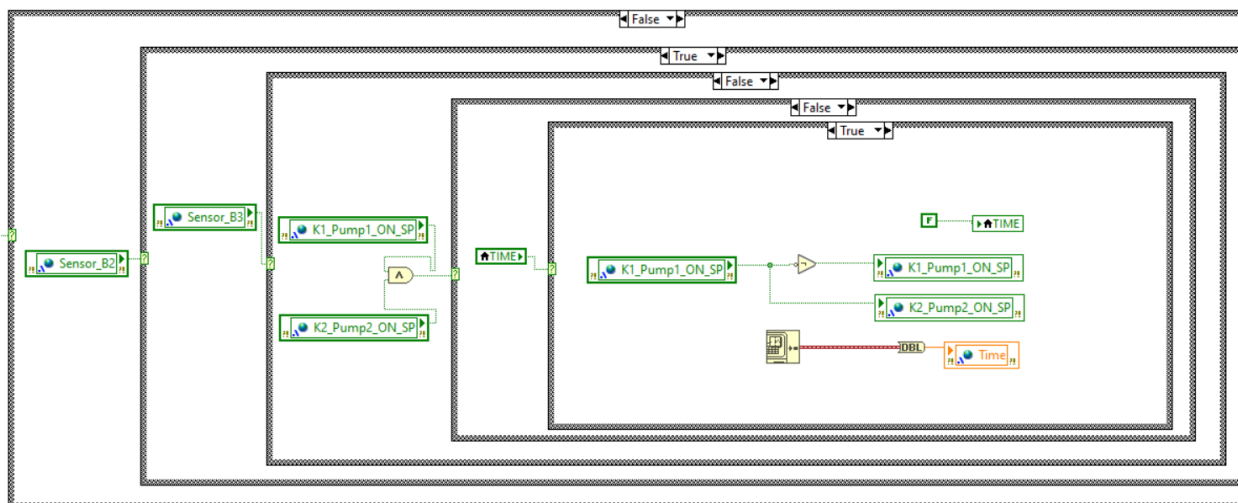 False
True
False
False
True
Sensor_B3
Sensor_B2
K1_Pump1_ON_SP
K2_Pump2_ON_SP
TIME
F
TIME
K1_Pump1_ON_SP
K1_Pump1_ON_SP
K2_Pump2_ON_SP
DBL
Time